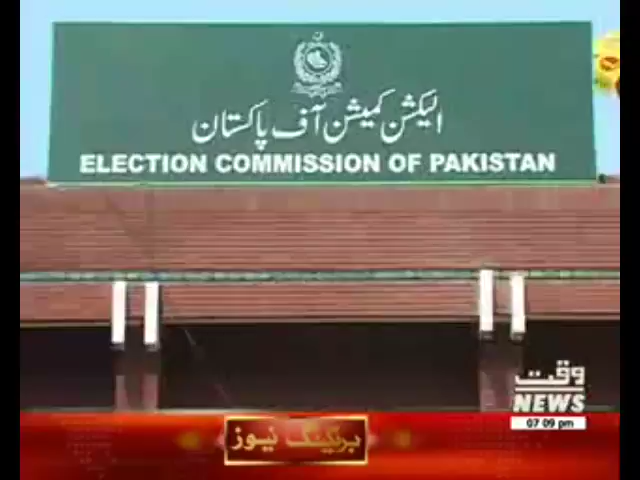 الیکشن کمیشن آف پاکستان
ELECTION COMMISSION OF PAKISTAN
وقت
NEWS
07 09 pm
بریکنگ نیوز